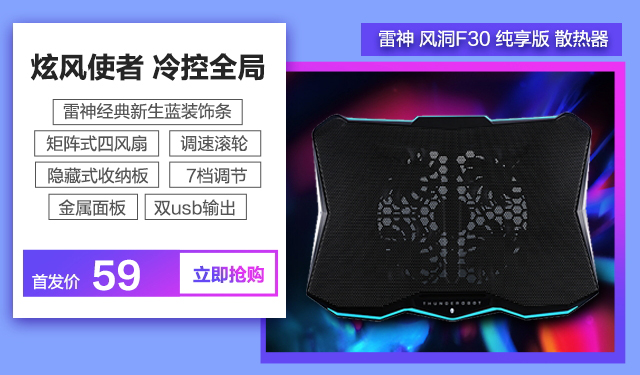 雷神 风洞F30 纯享版 散热器
炫风使者 冷控全局
雷神经典新生蓝装饰条
矩阵式四风扇 调速滚轮
隐藏式收纳板 7档调节
金属面板 双usb输出
首发价 59 立即抢购
THUNDEROBOT